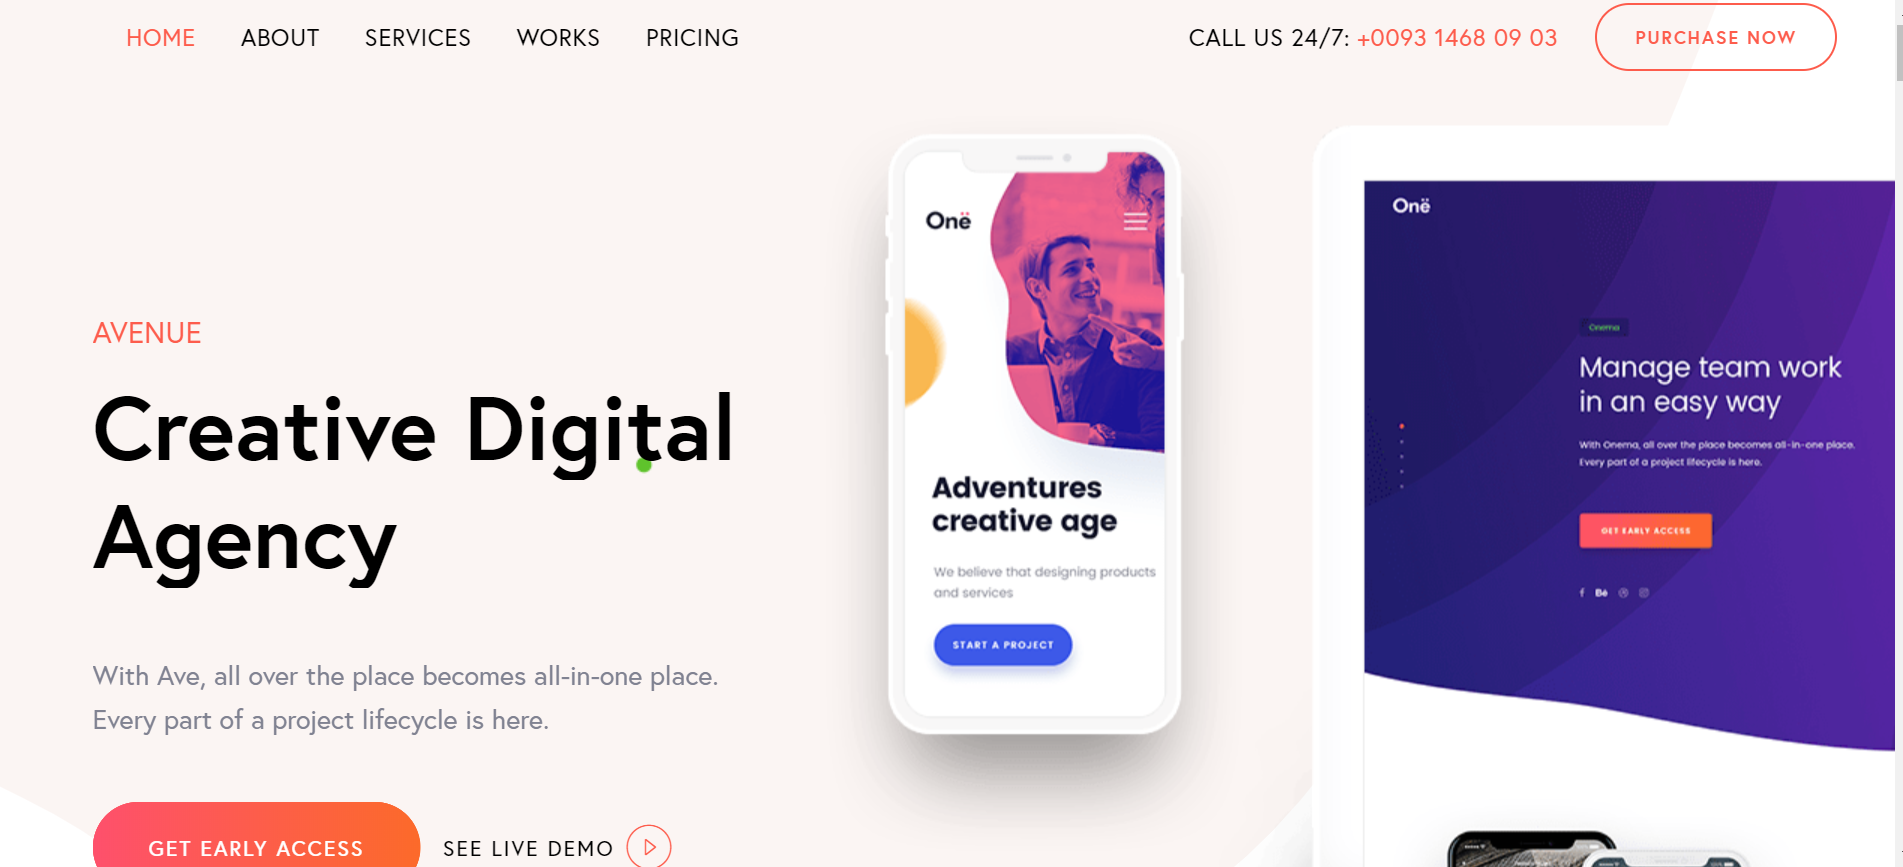 HOME ABOUT SERVICES WORKS PRICING CALL US 24/7: +0093 1468 09 03 PURCHASE NOW
AVENUE
Creative Digital
Agency
With Ave, all over the place becomes all-in-one place.
Every part of a project lifecycle is here.
GET EARLY ACCESS SEE LIVE DEMO
Onë
Adventures
creative age
We believe that designing products
and services
START A PROJECT
Onë
Onema
Manage team work
in an easy way
With Onema, all over the place becomes all-in-one place.
Every part of a project lifecycle is here.
GET EARLY ACCESS
Bē